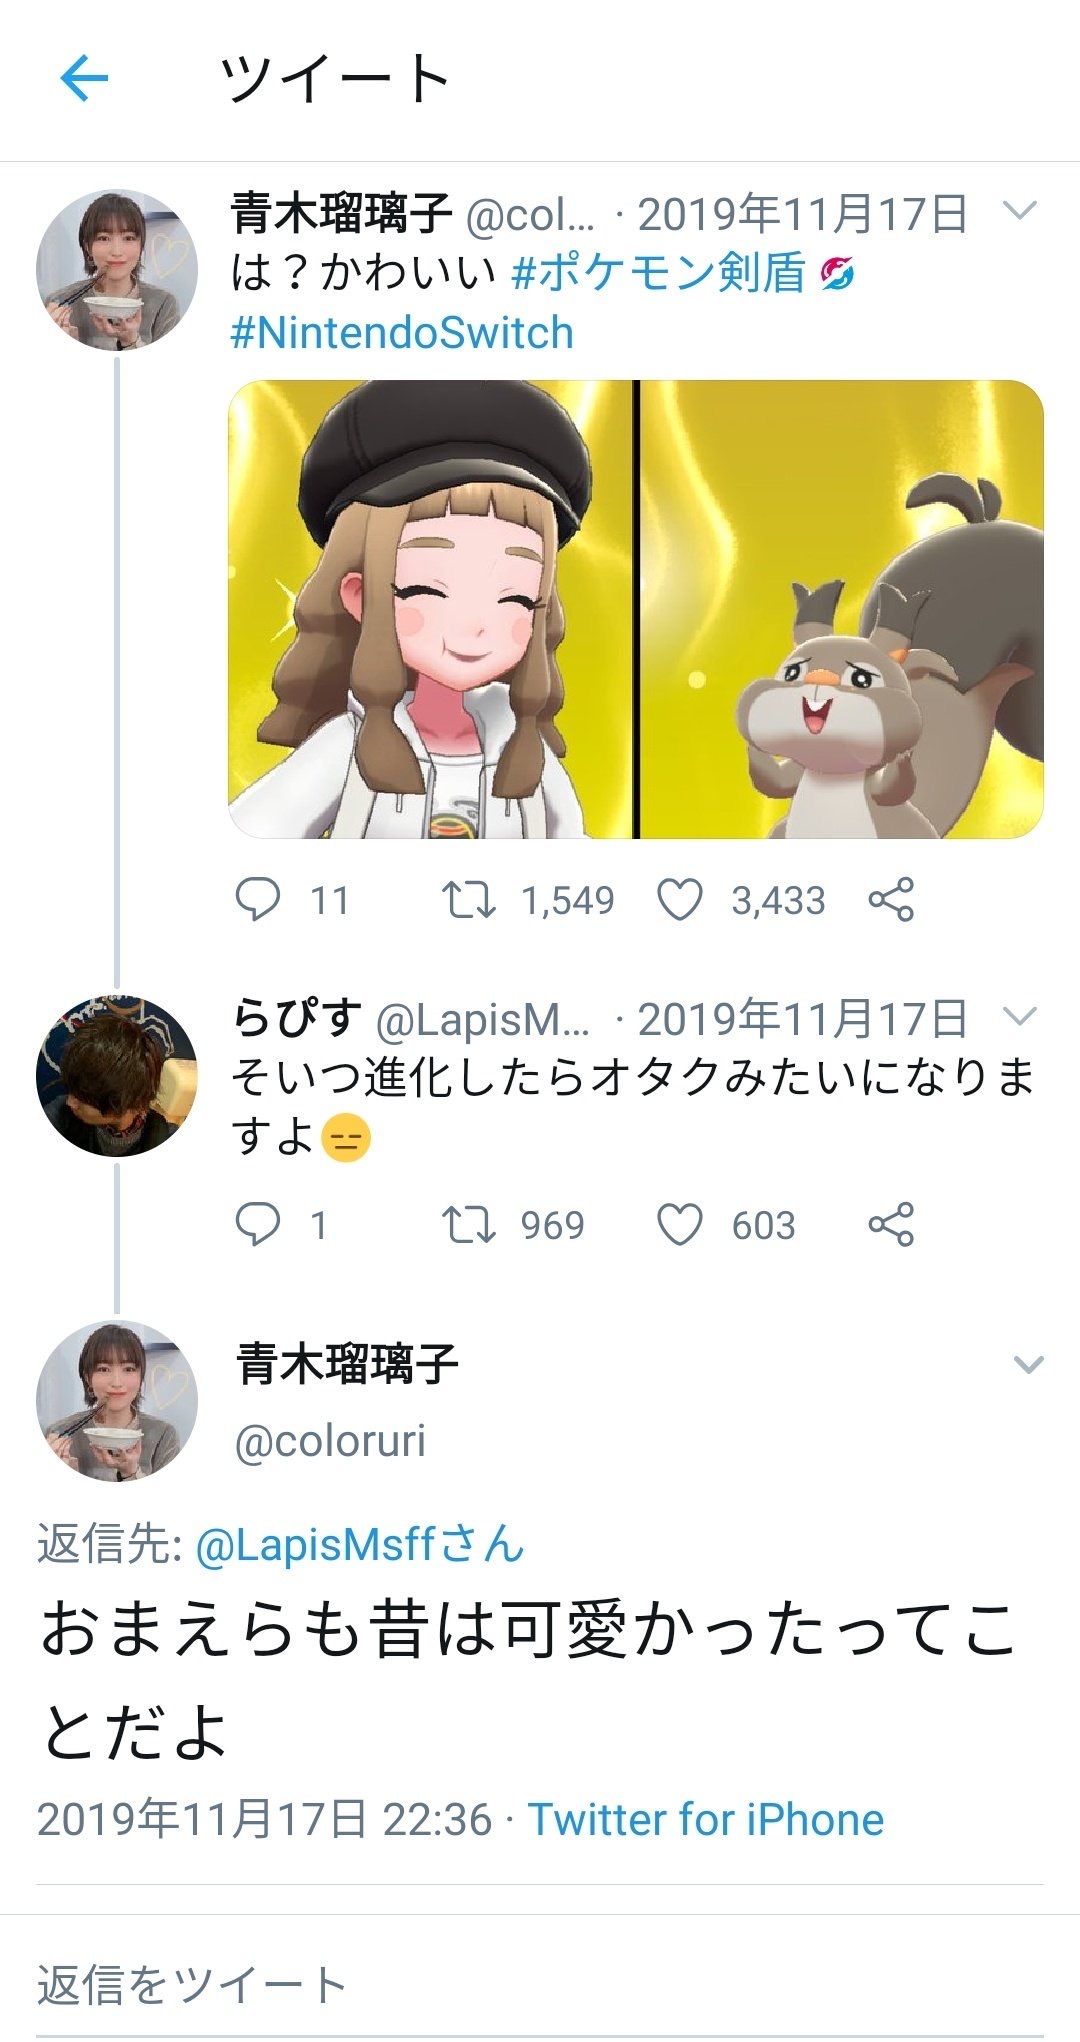 ツイート
青木瑠璃子 @col... · 2019年11月17日
は？かわいい #ポケモン剣盾
#NintendoSwitch
11 1,549 3,433
らぴす @LapisM... · 2019年11月17日
そいつ進化したらオタクみたいになりま
すよ😑
1 969 603
青木瑠璃子
@coloruri
返信先: @LapisMsffさん
おまえらも昔は可愛かったってこ
とだよ
2019年11月17日 22:36 · Twitter for iPhone
返信をツイート